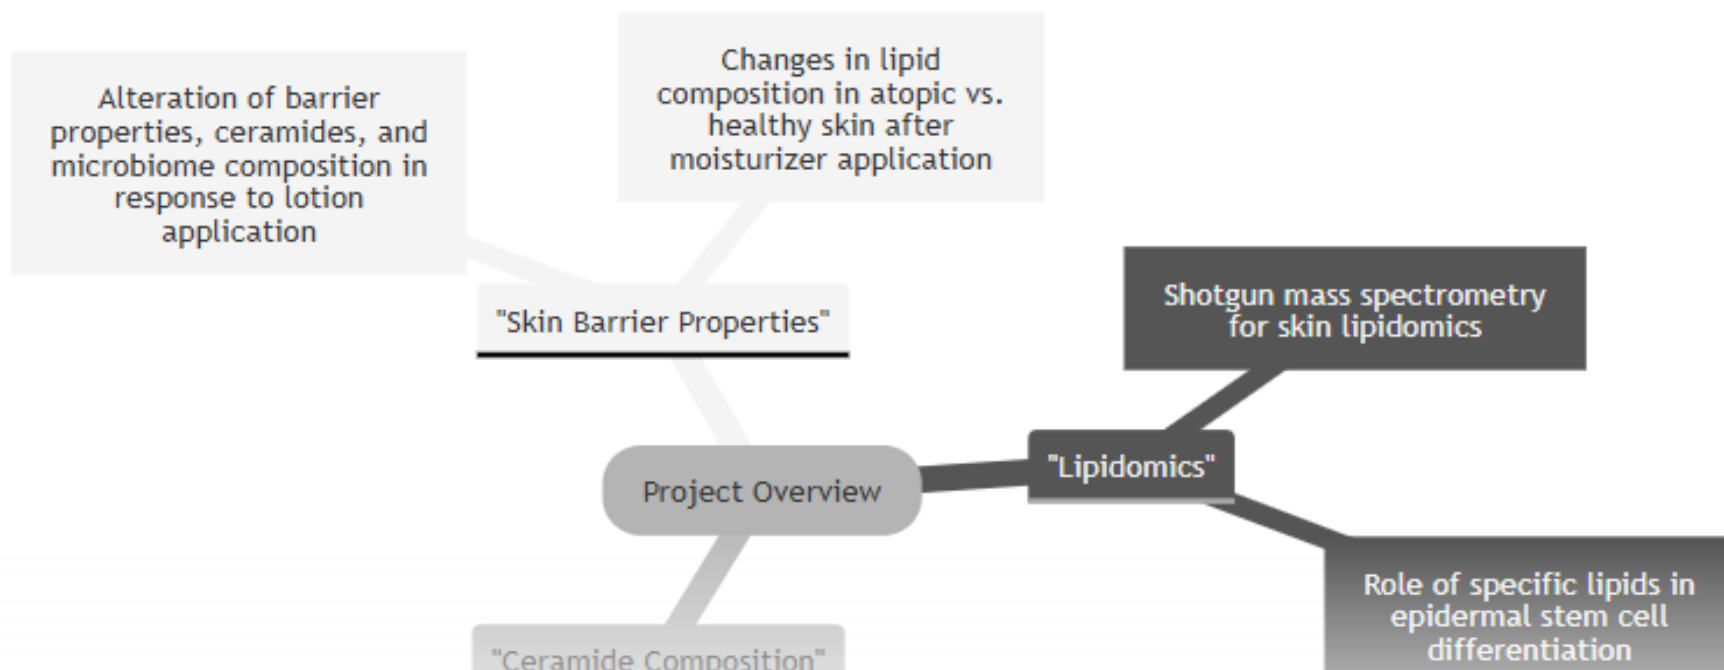 Changes in lipid
composition in atopic vs.
healthy skin after
moisturizer application
Alteration of barrier
properties, ceramides, and
microbiome composition in
response to lotion
application
"Skin Barrier Properties"
Shotgun mass spectrometry
for skin lipidomics
"Lipidomics"
Project Overview
Role of specific lipids in
epidermal stem cell
differentiation
"Ceramide Composition"